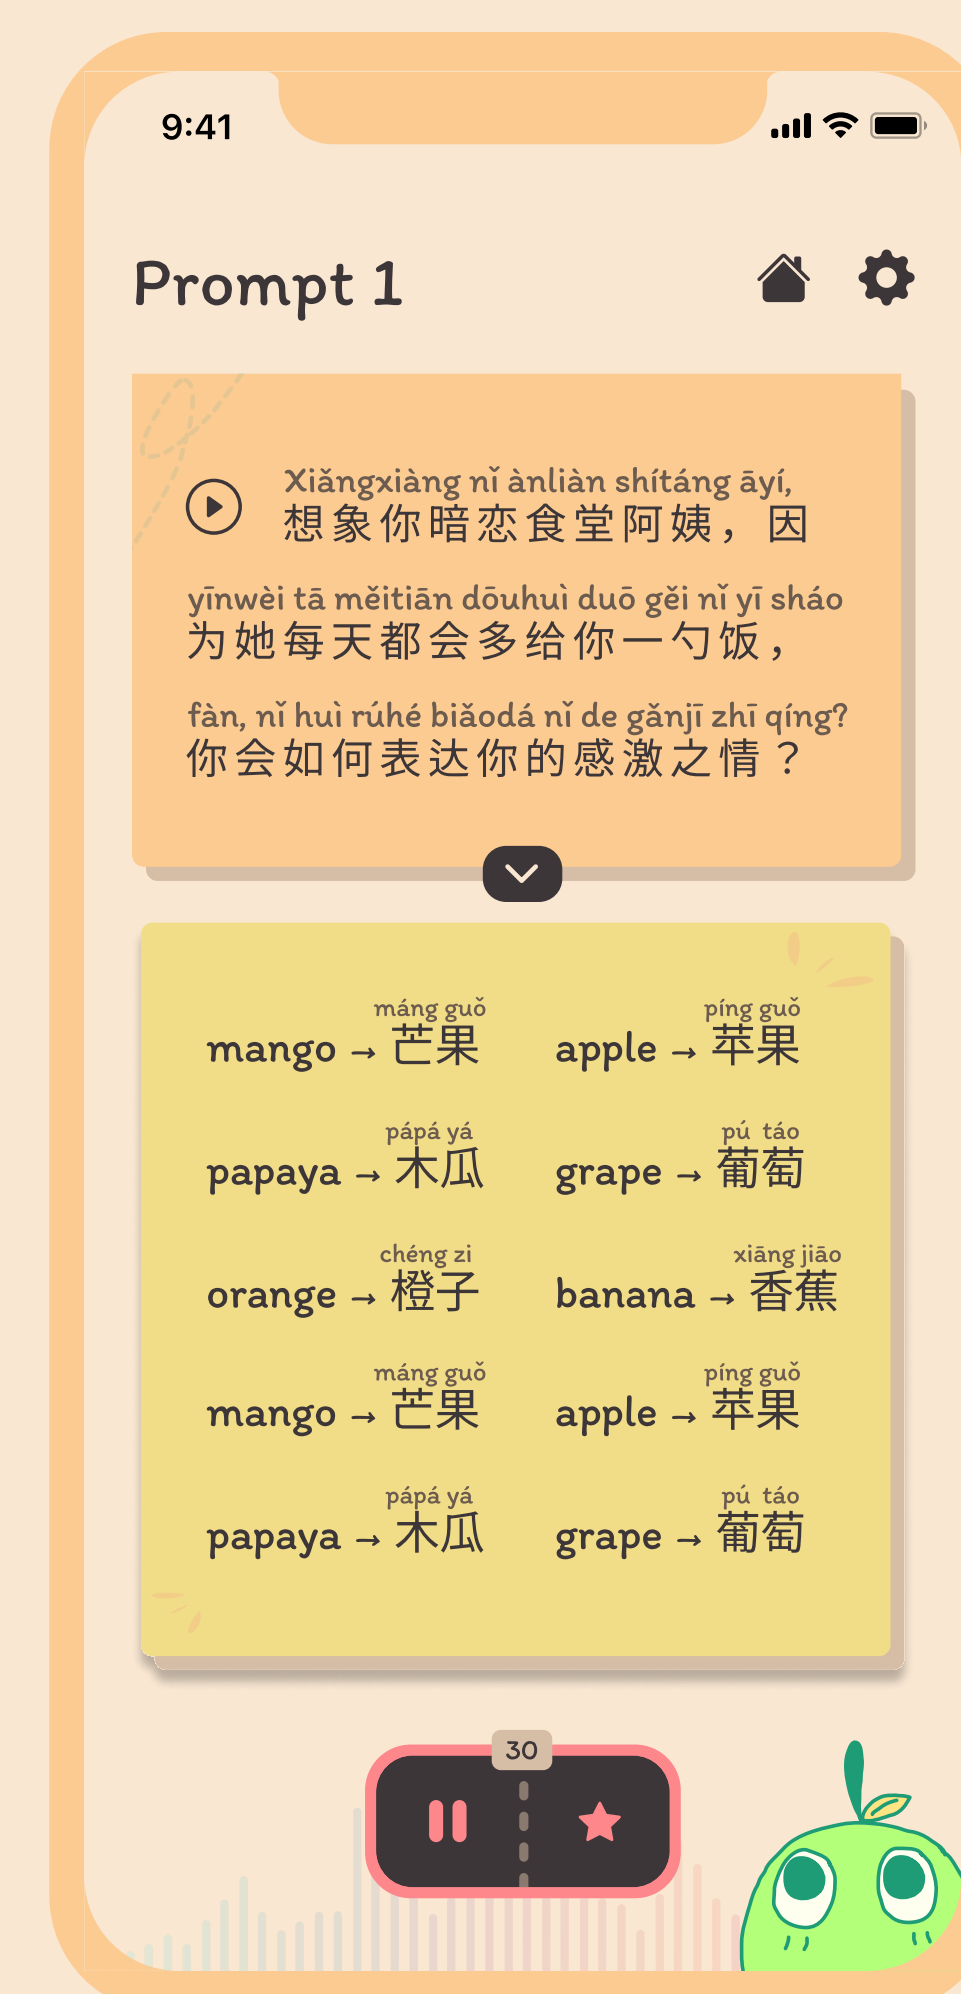 9:41
Prompt 1
Xiǎngxiàng nǐ ànliàn shítáng āyí,
想象你暗恋食堂阿姨，因
yīnwèi tā měitiān dōuhuì duō gěi nǐ yī sháo
为她每天都会多给你一勺饭，
fàn, nǐ huì rúhé biǎodá nǐ de gǎnjī zhī qíng?
你会如何表达你的感激之情？
máng guǒ píng guǒ
mango → 芒果 apple → 苹果
pápá yá pú táo
papaya → 木瓜 grape → 葡萄
chéng zi xiāng jiāo
orange → 橙子 banana → 香蕉
máng guǒ píng guǒ
mango → 芒果 apple → 苹果
pápá yá pú táo
papaya → 木瓜 grape → 葡萄
30